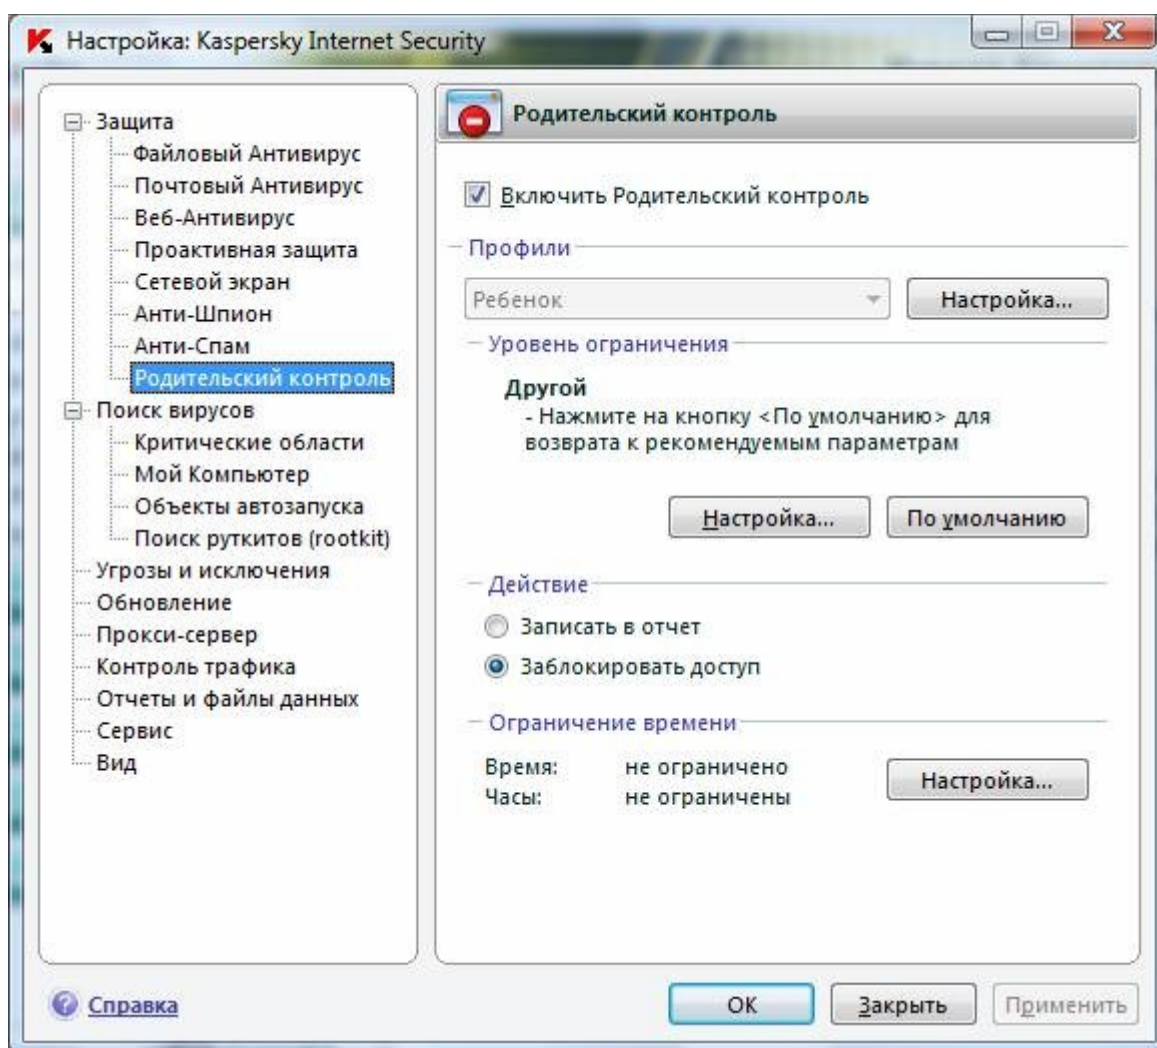 Настройка: Kaspersky Internet Security
Защита
Файловый Антивирус
Почтовый Антивирус
Веб-Антивирус
Проактивная защита
Сетевой экран
Анти-Шпион
Анти-Спам
Родительский контроль
Поиск вирусов
Критические области
Мой Компьютер
Объекты автозапуска
Поиск руткитов (rootkit)
Угрозы и исключения
Обновление
Прокси-сервер
Контроль трафика
Отчеты и файлы данных
Сервис
Вид
Родительский контроль
Включить Родительский контроль
Профили
Ребенок
Настройка...
Уровень ограничения
Другой
- Нажмите на кнопку <По умолчанию> для
возврата к рекомендуемым параметрам
Настройка... По умолчанию
Действие
Записать в отчет
Заблокировать доступ
Ограничение времени
Время: не ограничено
Часы: не ограничены
Настройка...
Справка
ОК Закрыть Применить